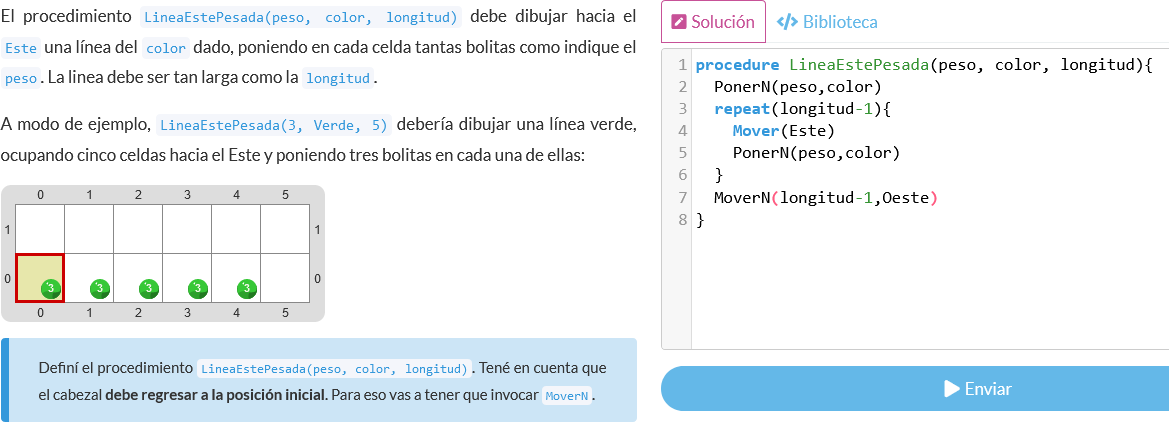 El procedimiento LineaEstePesada(peso, color, longitud) debe dibujar hacia el
Este una línea del color dado, poniendo en cada celda tantas bolitas como indique el
peso. La linea debe ser tan larga como la longitud.
A modo de ejemplo, LineaEstePesada(3, Verde, 5) debería dibujar una línea verde,
ocupando cinco celdas hacia el Este y poniendo tres bolitas en cada una de ellas:
0 1 2 3 4 5
1 1
0 3 3 3 3 3 0
0 1 2 3 4 5
Definí el procedimiento LineaEstePesada(peso, color, longitud). Tené en cuenta que
el cabezal debe regresar a la posición inicial. Para eso vas a tener que invocar MoverN.
Solución </> Biblioteca
1 procedure LineaEstePesada(peso, color, longitud){
2 PonerN(peso,color)
3 repeat(longitud-1){
4 Mover(Este)
5 PonerN(peso,color)
6 }
7 MoverN(longitud-1,Oeste)
8 }
Enviar